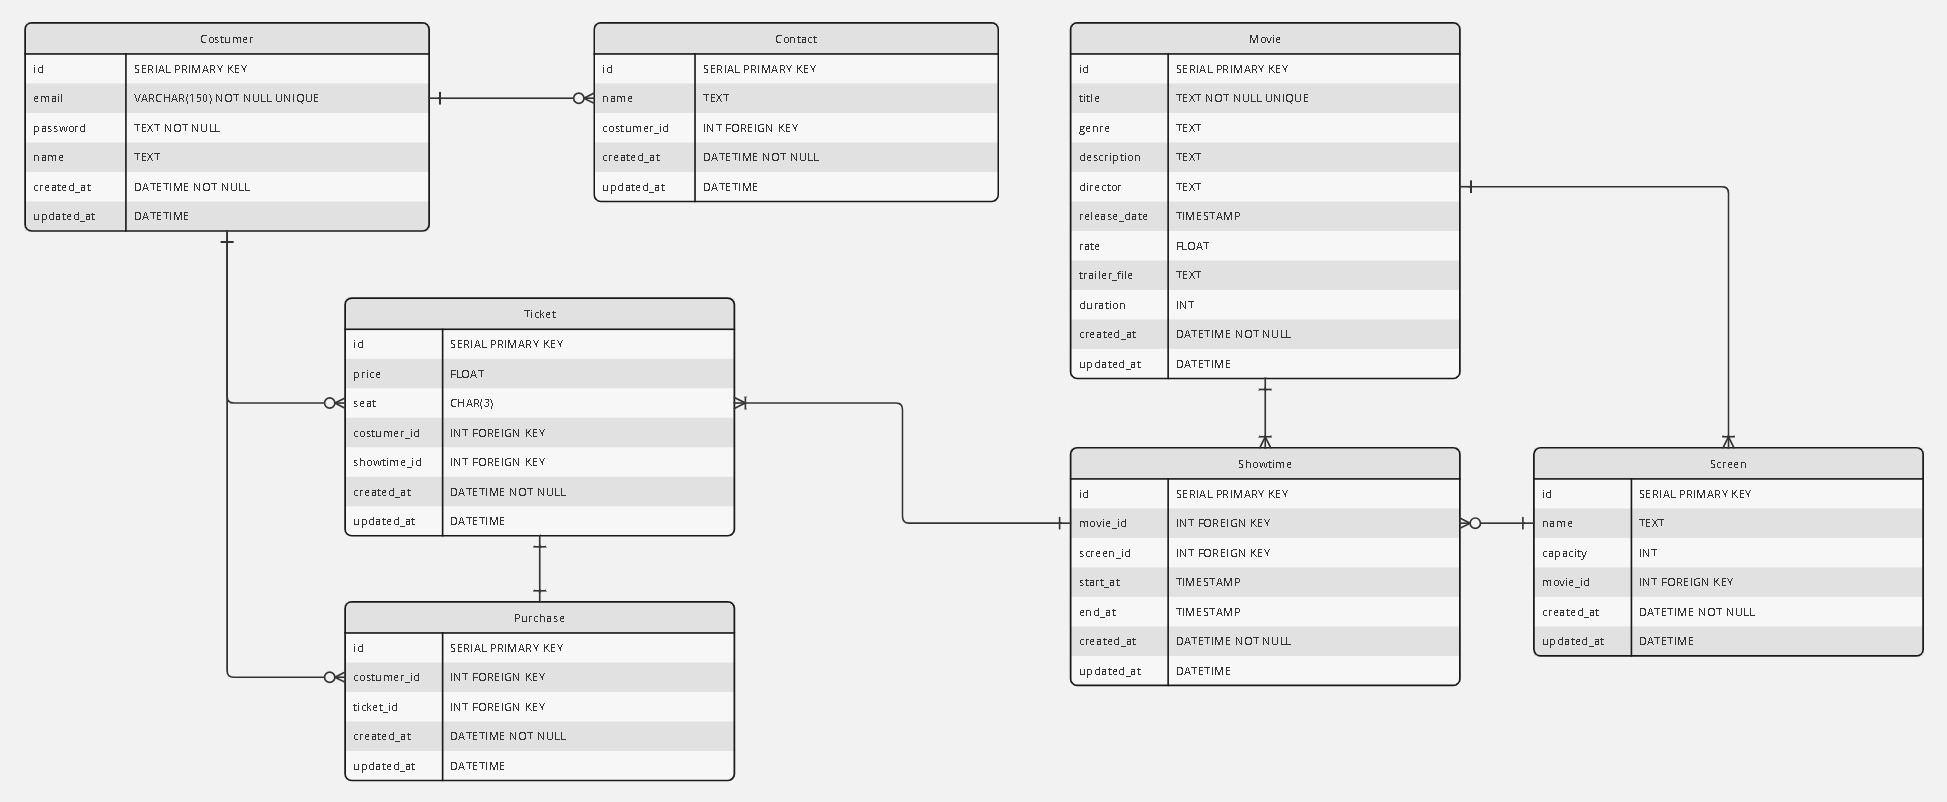 Costumer
id SERIAL PRIMARY KEY
email VARCHAR(150) NOT NULL UNIQUE
password TEXT NOT NULL
name TEXT
created_at DATETIME NOT NULL
updated_at DATETIME
Contact
id SERIAL PRIMARY KEY
name TEXT
costumer_id INT FOREIGN KEY
created_at DATETIME NOT NULL
updated_at DATETIME
Movie
id SERIAL PRIMARY KEY
title TEXT NOT NULL UNIQUE
genre TEXT
description TEXT
director TEXT
release_date TIMESTAMP
rate FLOAT
trailer_file TEXT
duration INT
created_at DATETIME NOT NULL
updated_at DATETIME
Ticket
id SERIAL PRIMARY KEY
price FLOAT
seat CHAR(3)
costumer_id INT FOREIGN KEY
showtime_id INT FOREIGN KEY
created_at DATETIME NOT NULL
updated_at DATETIME
Showtime
id SERIAL PRIMARY KEY
movie_id INT FOREIGN KEY
screen_id INT FOREIGN KEY
start_at TIMESTAMP
end_at TIMESTAMP
created_at DATETIME NOT NULL
updated_at DATETIME
Screen
id SERIAL PRIMARY KEY
name TEXT
capacity INT
movie_id INT FOREIGN KEY
created_at DATETIME NOT NULL
updated_at DATETIME
Purchase
id SERIAL PRIMARY KEY
costumer_id INT FOREIGN KEY
ticket_id INT FOREIGN KEY
created_at DATETIME NOT NULL
updated_at DATETIME